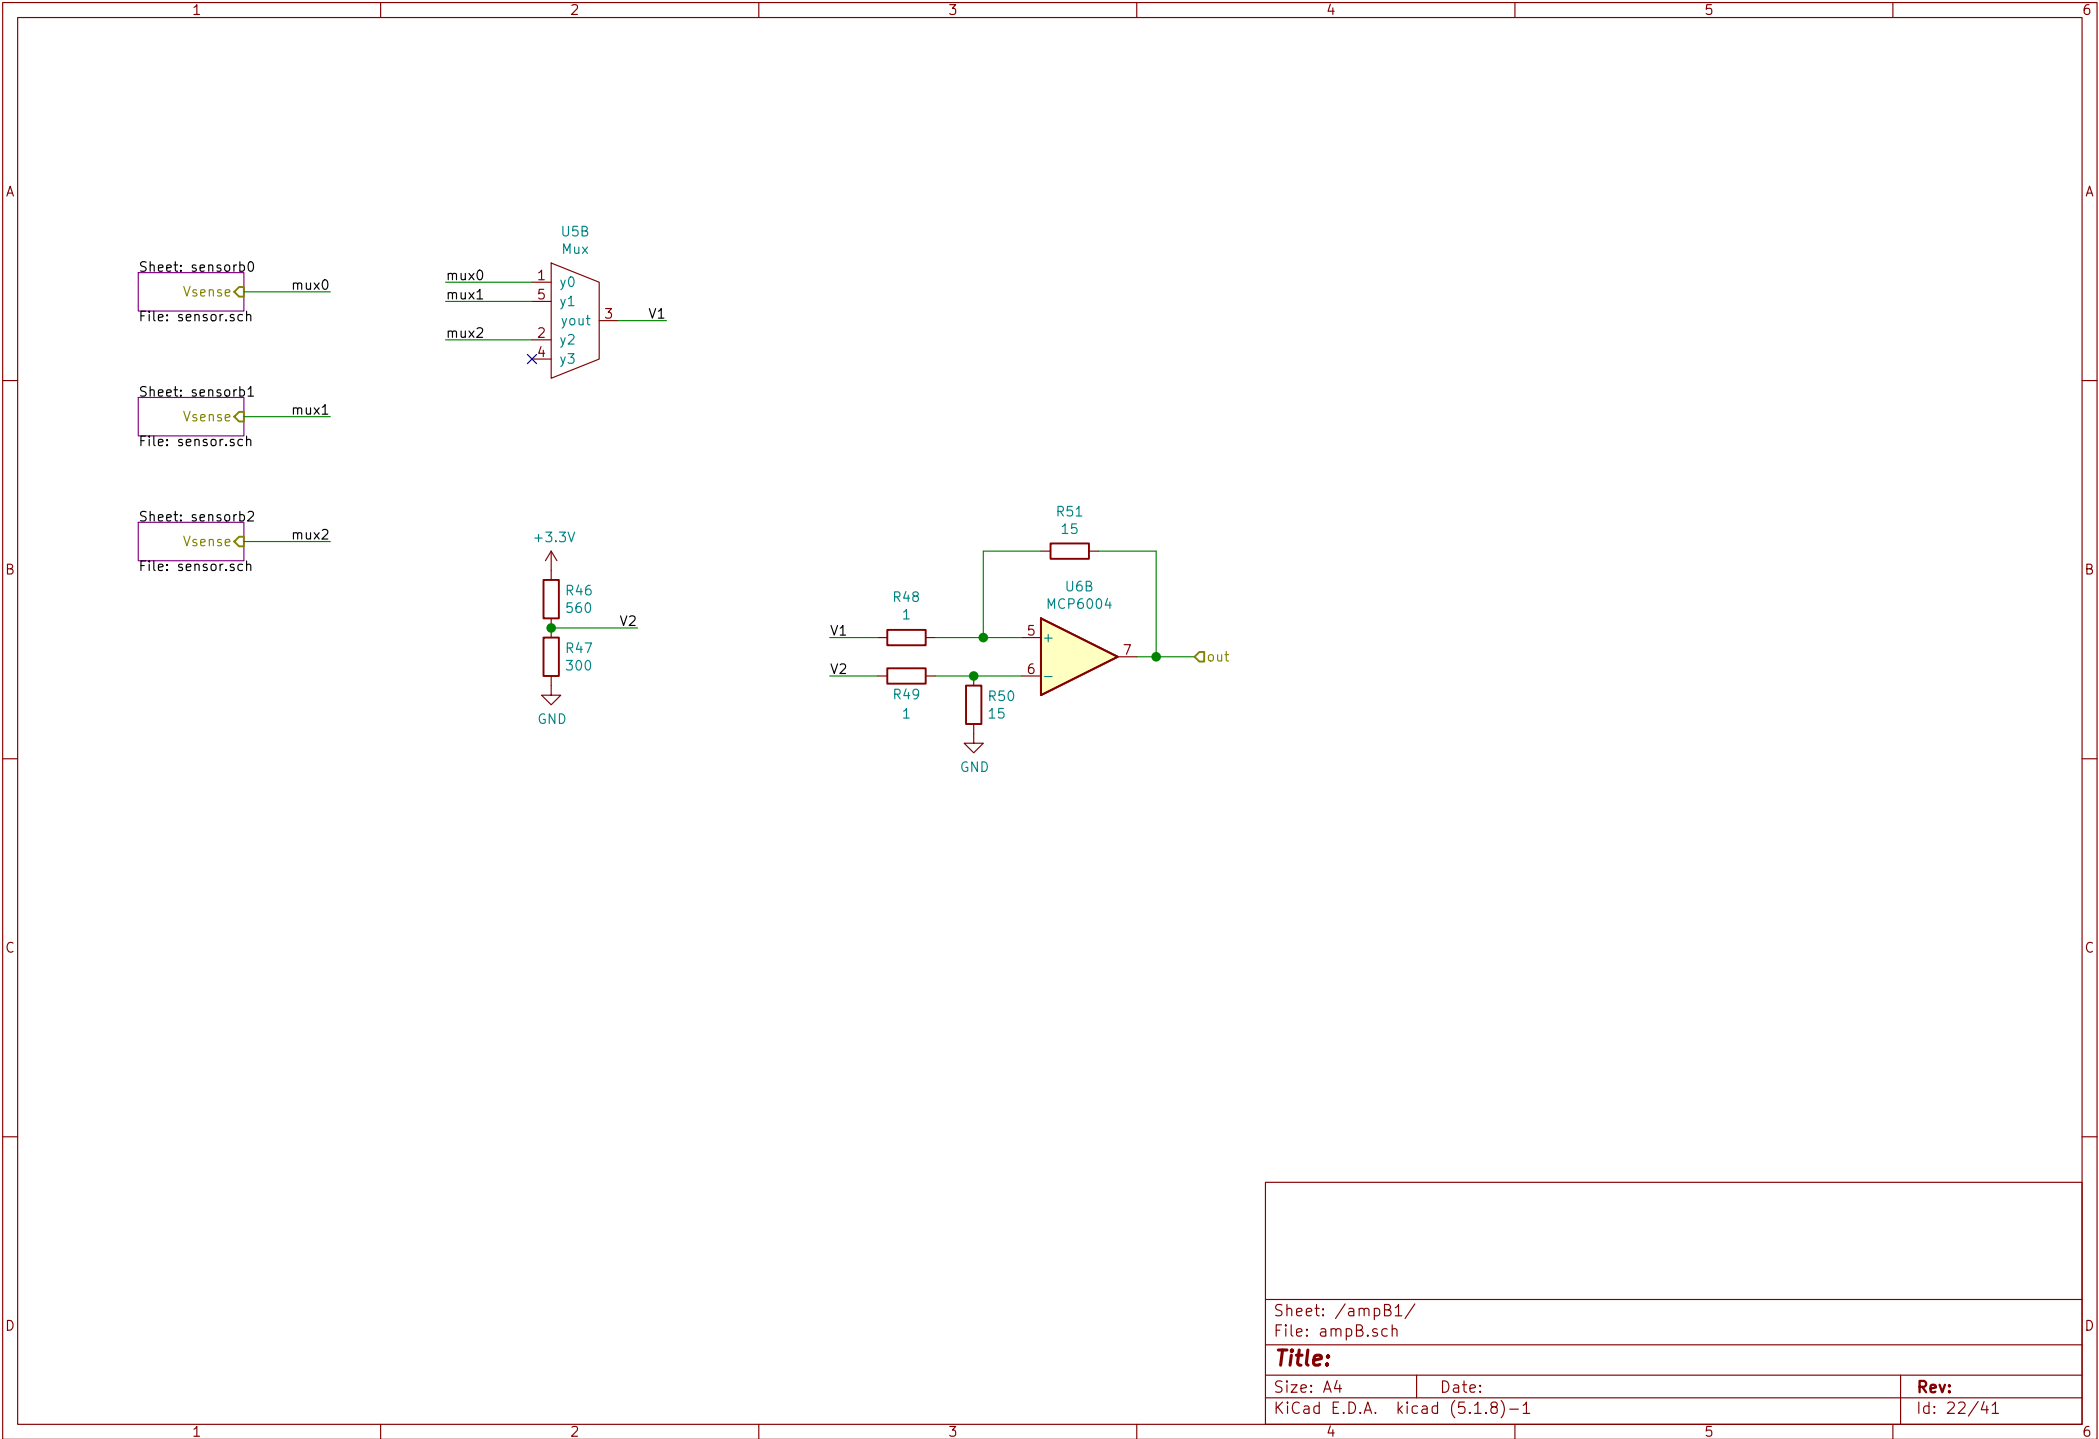 1 2 3 4 5 6
A A
Sheet: sensorb0
Vsense
mux0
File: sensor.sch
U5B
Mux
mux0 1 y0
mux1 5 y1
yout 3 V1
mux2 2 y2
4 y3
Sheet: sensorb1
Vsense
mux1
File: sensor.sch
Sheet: sensorb2
Vsense
mux2
File: sensor.sch
B B
+3.3V
R46
560
V2
R47
300
GND
R51
15
U6B
MCP6004
R48
1
V1
5 +
7
out
V2
6 −
R49
1
R50
15
GND
C C
D D
Sheet: /ampB1/
File: ampB.sch
Title:
Size: A4 Date: Rev:
KiCad E.D.A. kicad (5.1.8)-1 Id: 22/41
1 2 3 4 5 6